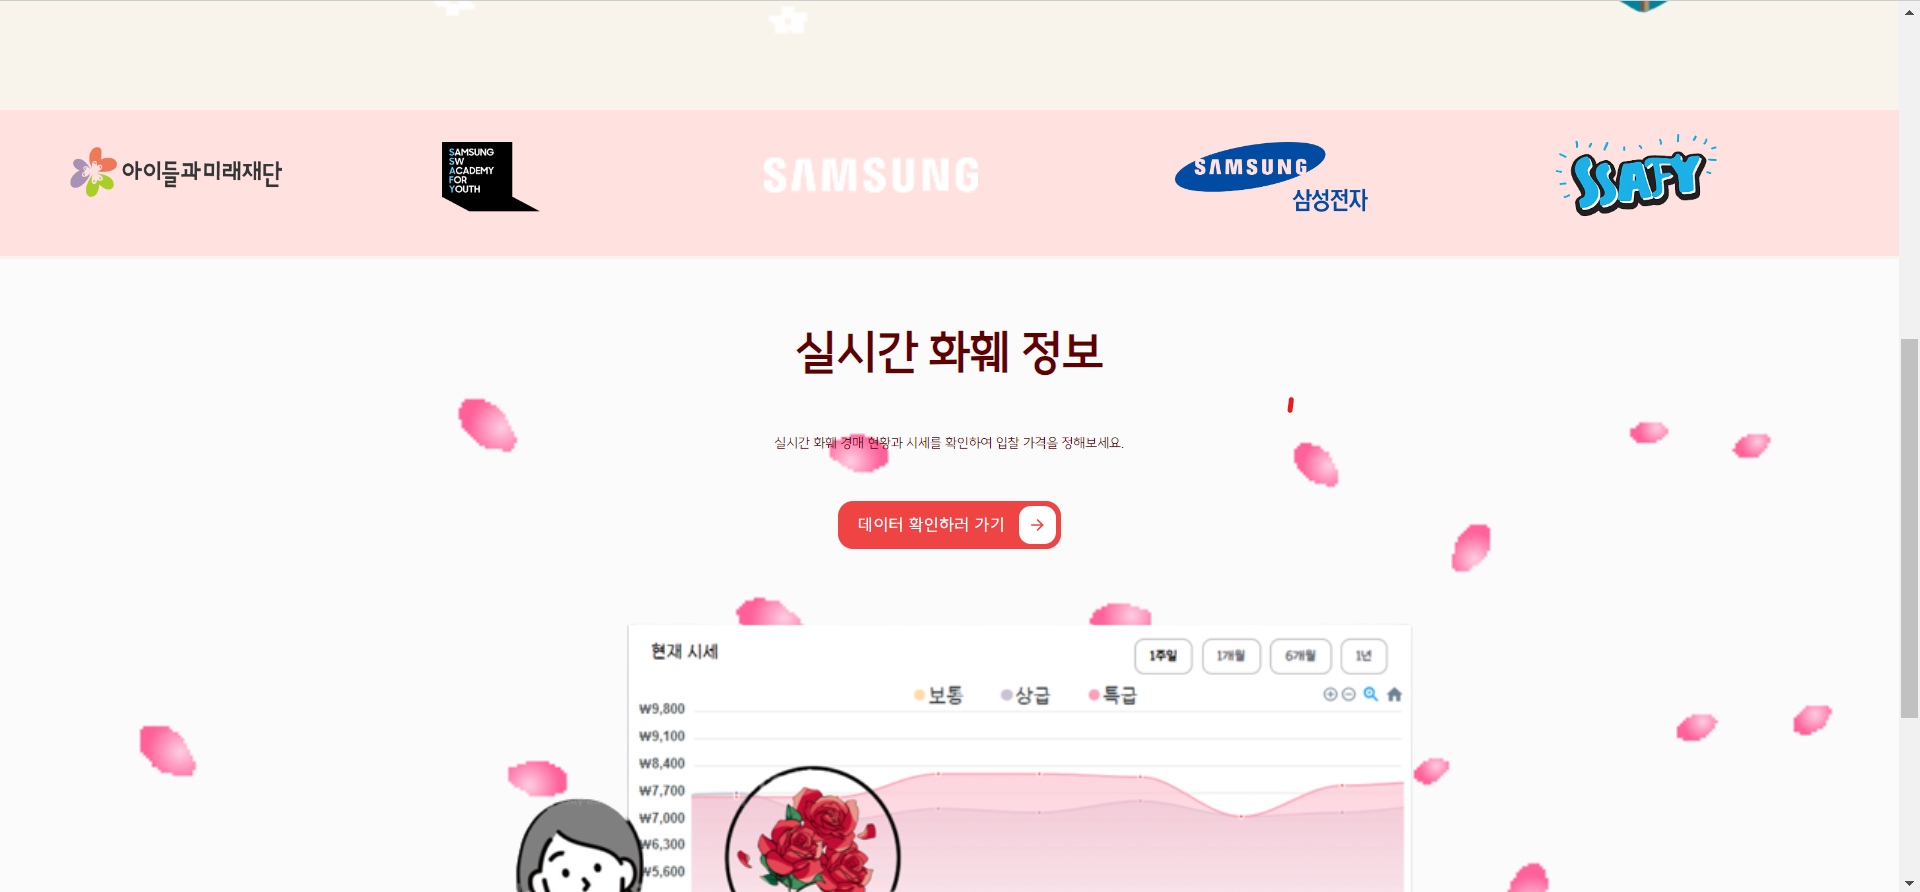 아이들과미래재단
SAMSUNG
SW
ACADEMY
FOR
YOUTH
SAMSUNG
SAMSUNG
삼성전자
SSAFY
실시간 화훼 정보
실시간 화훼 경매 현황과 시세를 확인하여 입찰 가격을 정해보세요.
데이터 확인하러 가기
현재 시세
1주일 1개월 6개월 1년
보통 상급 특급
₩9,800
₩9,100
₩8,400
₩7,700
₩7,000
₩6,300
₩5,600